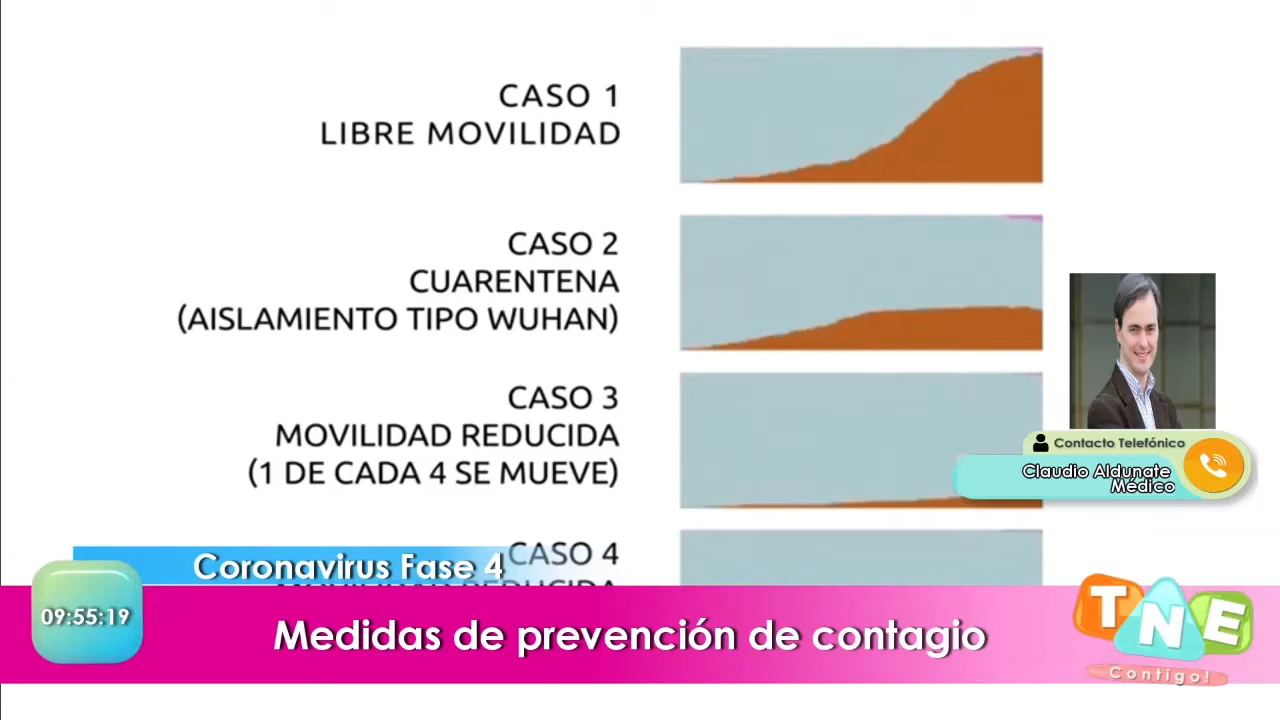 CASO 1
LIBRE MOVILIDAD
CASO 2
CUARENTENA
(AISLAMIENTO TIPO WUHAN)
CASO 3
MOVILIDAD REDUCIDA
(1 DE CADA 4 SE MUEVE)
Contacto Telefónico
Claudio Aldunate
Médico
CASO 4
Coronavirus Fase 4
09:55:19
Medidas de prevención de contagio
TNE
Contigo!